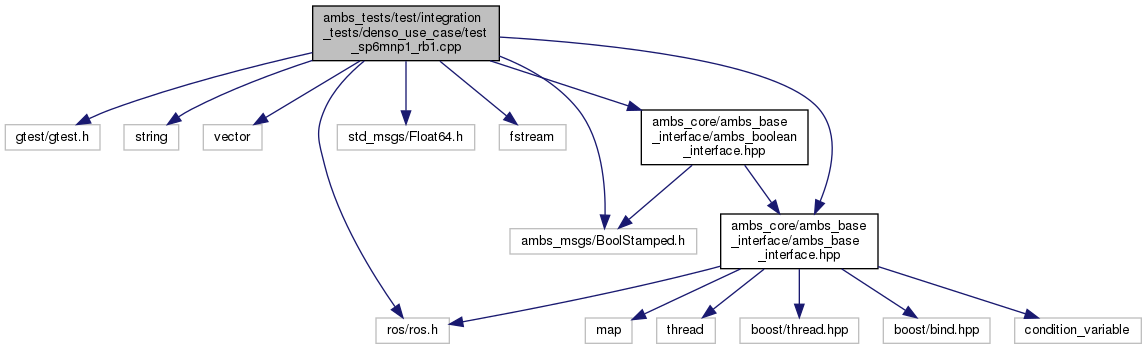 ambs_tests/test/integration
_tests/denso_use_case/test
_sp6mnp1_rb1.cpp
gtest/gtest.h
string
vector
std_msgs/Float64.h
fstream
ambs_core/ambs_base
_interface/ambs_boolean
_interface.hpp
ambs_msgs/BoolStamped.h
ambs_core/ambs_base
_interface/ambs_base
_interface.hpp
ros/ros.h
map
thread
boost/thread.hpp
boost/bind.hpp
condition_variable